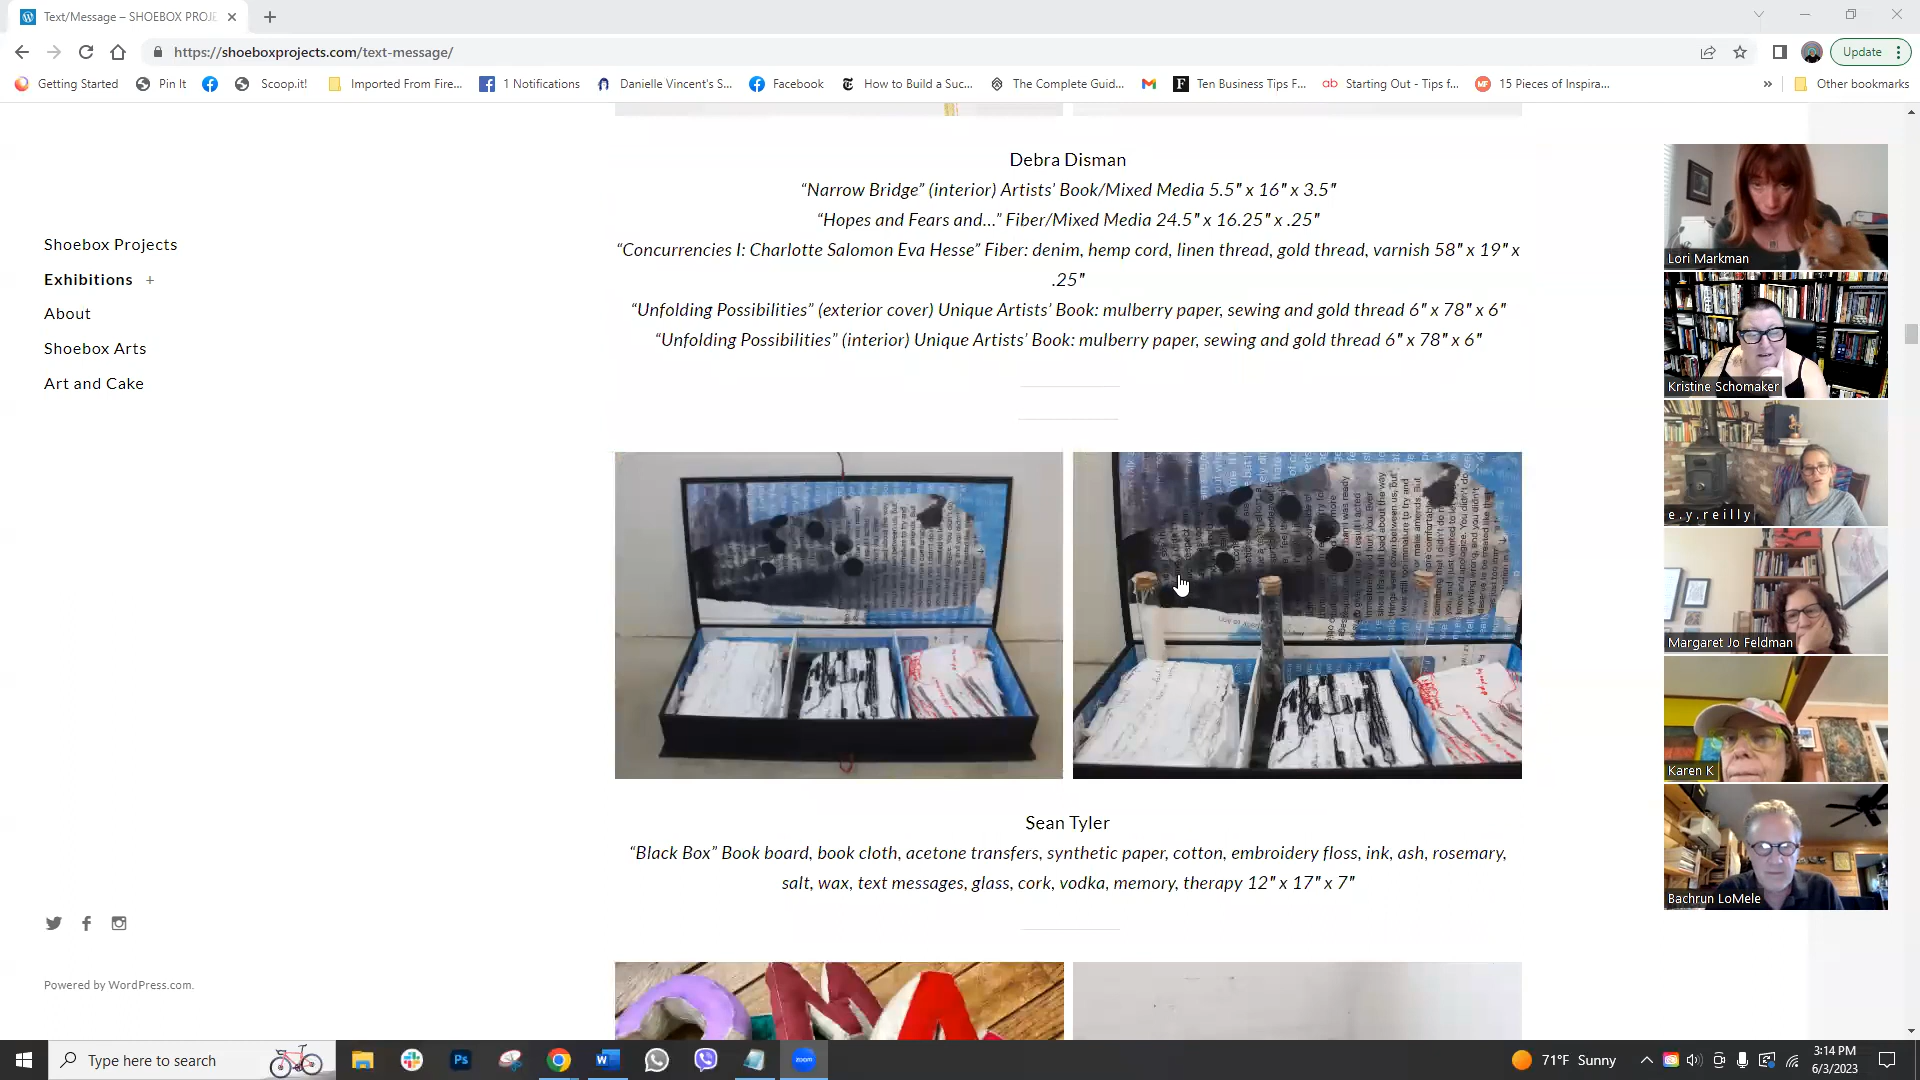 Text/Message – SHOEBOX PROJE
https://shoeboxprojects.com/text-message/
Update
Getting Started
Pin It
Scoop.it!
Imported From Fire...
1 Notifications
Danielle Vincent's S...
Facebook
How to Build a Suc...
The Complete Guid...
Ten Business Tips F...
Starting Out - Tips f...
15 Pieces of Inspira...
Other bookmarks
Shoebox Projects
Exhibitions +
About
Shoebox Arts
Art and Cake
Powered by WordPress.com.
Debra Disman
“Narrow Bridge” (interior) Artists’ Book/Mixed Media 5.5″ x 16″ x 3.5″
“Hopes and Fears and…” Fiber/Mixed Media 24.5″ x 16.25″ x .25″
“Concurrencies I: Charlotte Salomon Eva Hesse” Fiber: denim, hemp cord, linen thread, gold thread, varnish 58″ x 19″ x
.25″
“Unfolding Possibilities” (exterior cover) Unique Artists’ Book: mulberry paper, sewing and gold thread 6″ x 78″ x 6″
“Unfolding Possibilities” (interior) Unique Artists’ Book: mulberry paper, sewing and gold thread 6″ x 78″ x 6″
Sean Tyler
“Black Box” Book board, book cloth, acetone transfers, synthetic paper, cotton, embroidery floss, ink, ash, rosemary,
salt, wax, text messages, glass, cork, vodka, memory, therapy 12″ x 17″ x 7″
Lori Markman
Kristine Schomaker
e . y . r e i l l y
Margaret Jo Feldman
Karen K
Bachrun LoMele
Type here to search
71°F Sunny
3:14 PM
6/3/2023